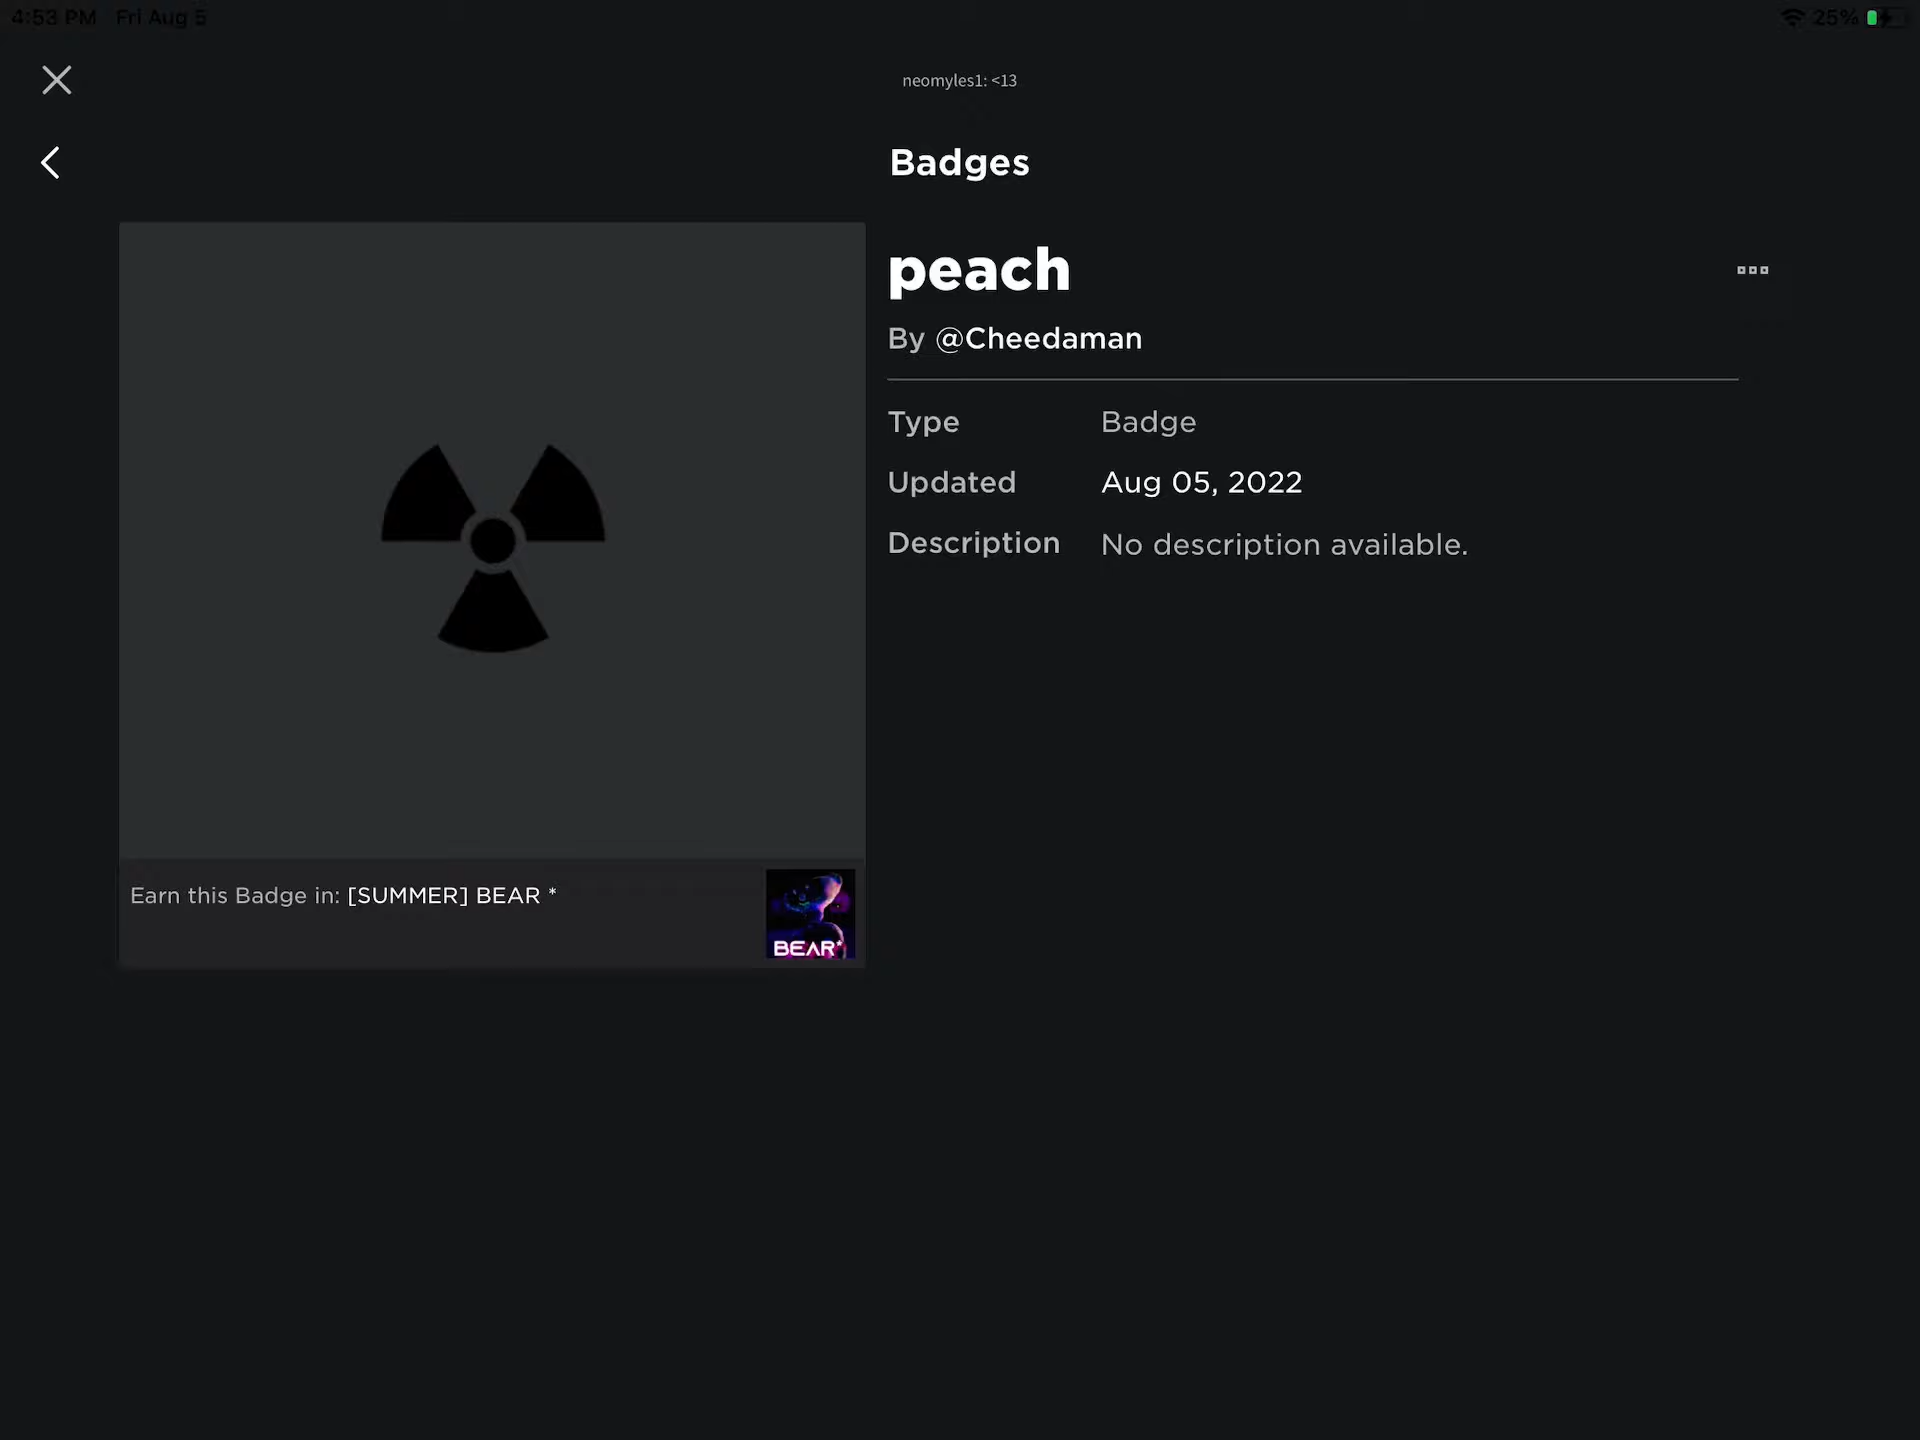 4:53 PM Fri Aug 5
25%
neomyles1: <13
Badges
peach
By @Cheedaman
Type Badge
Updated Aug 05, 2022
Description No description available.
Earn this Badge in: [SUMMER] BEAR *
BEAR*